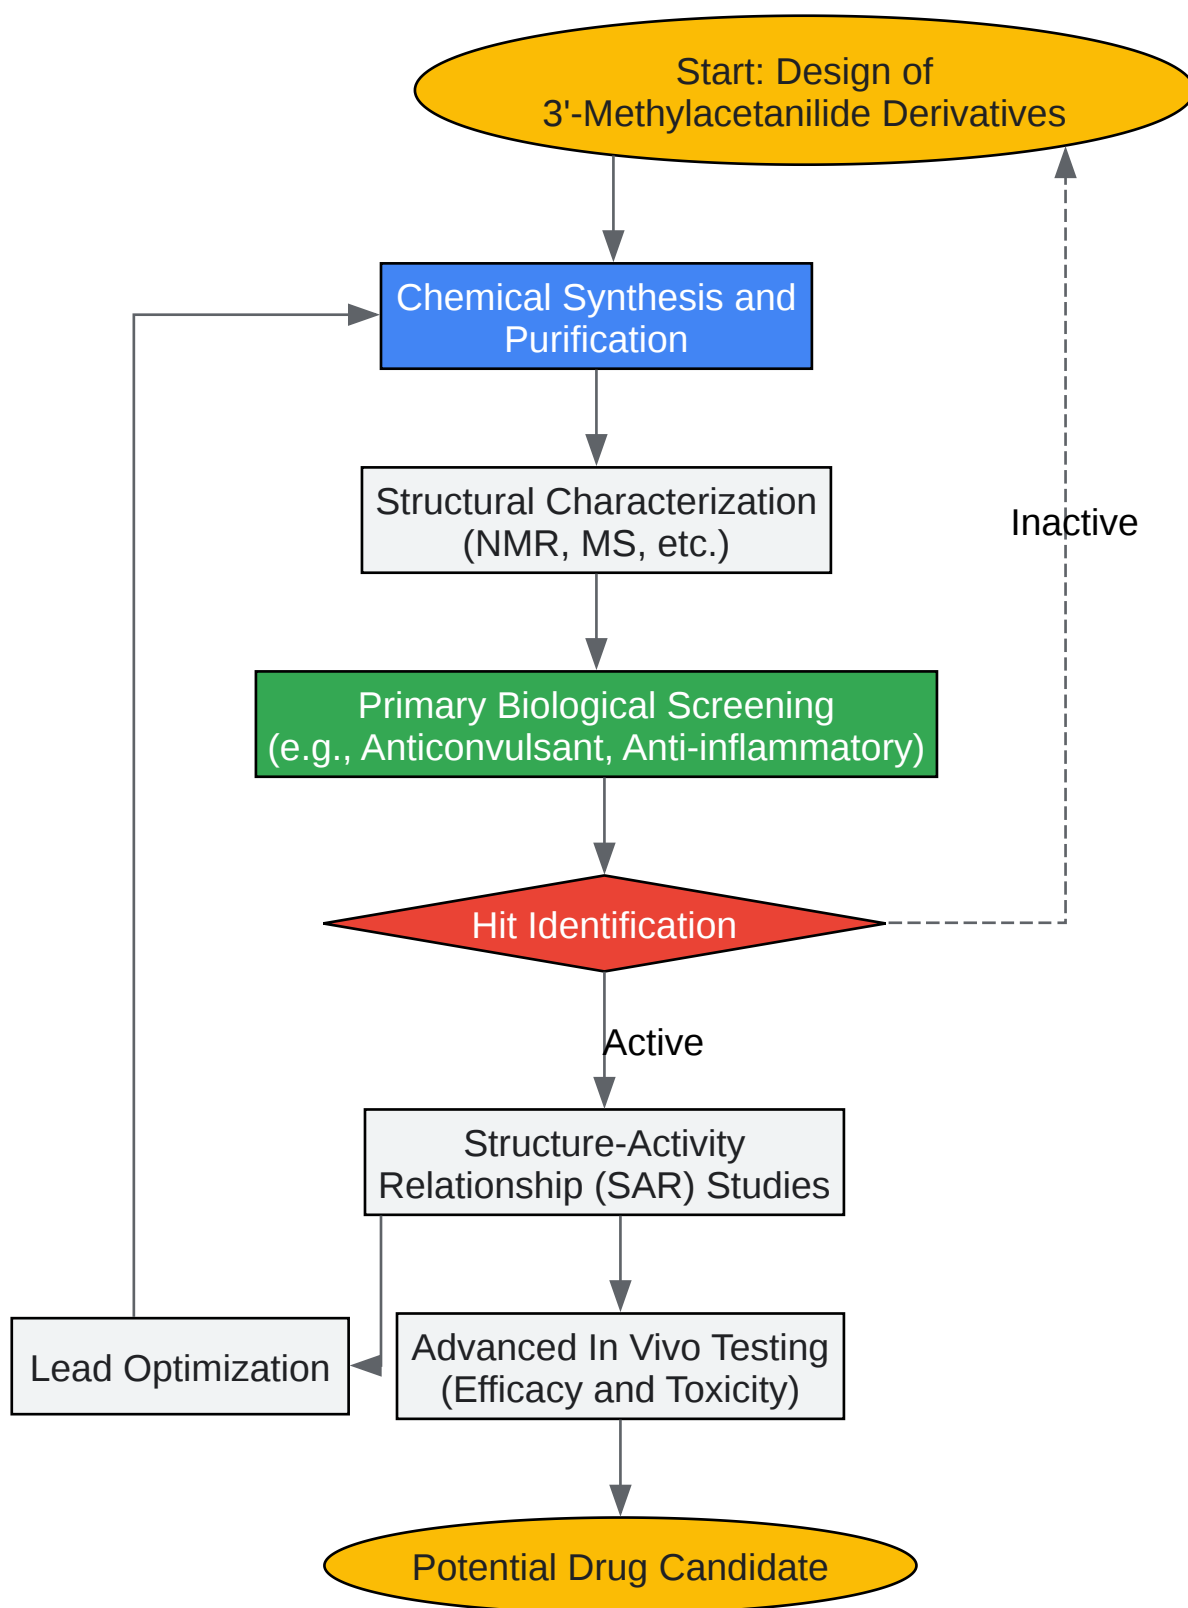 Start: Design of
3'-Methylacetanilide Derivatives
Chemical Synthesis and
Purification
Structural Characterization
(NMR, MS, etc.)
Inactive
Primary Biological Screening
(e.g., Anticonvulsant, Anti-inflammatory)
Hit Identification
Active
Structure-Activity
Relationship (SAR) Studies
Lead Optimization
Advanced In Vivo Testing
(Efficacy and Toxicity)
Potential Drug Candidate